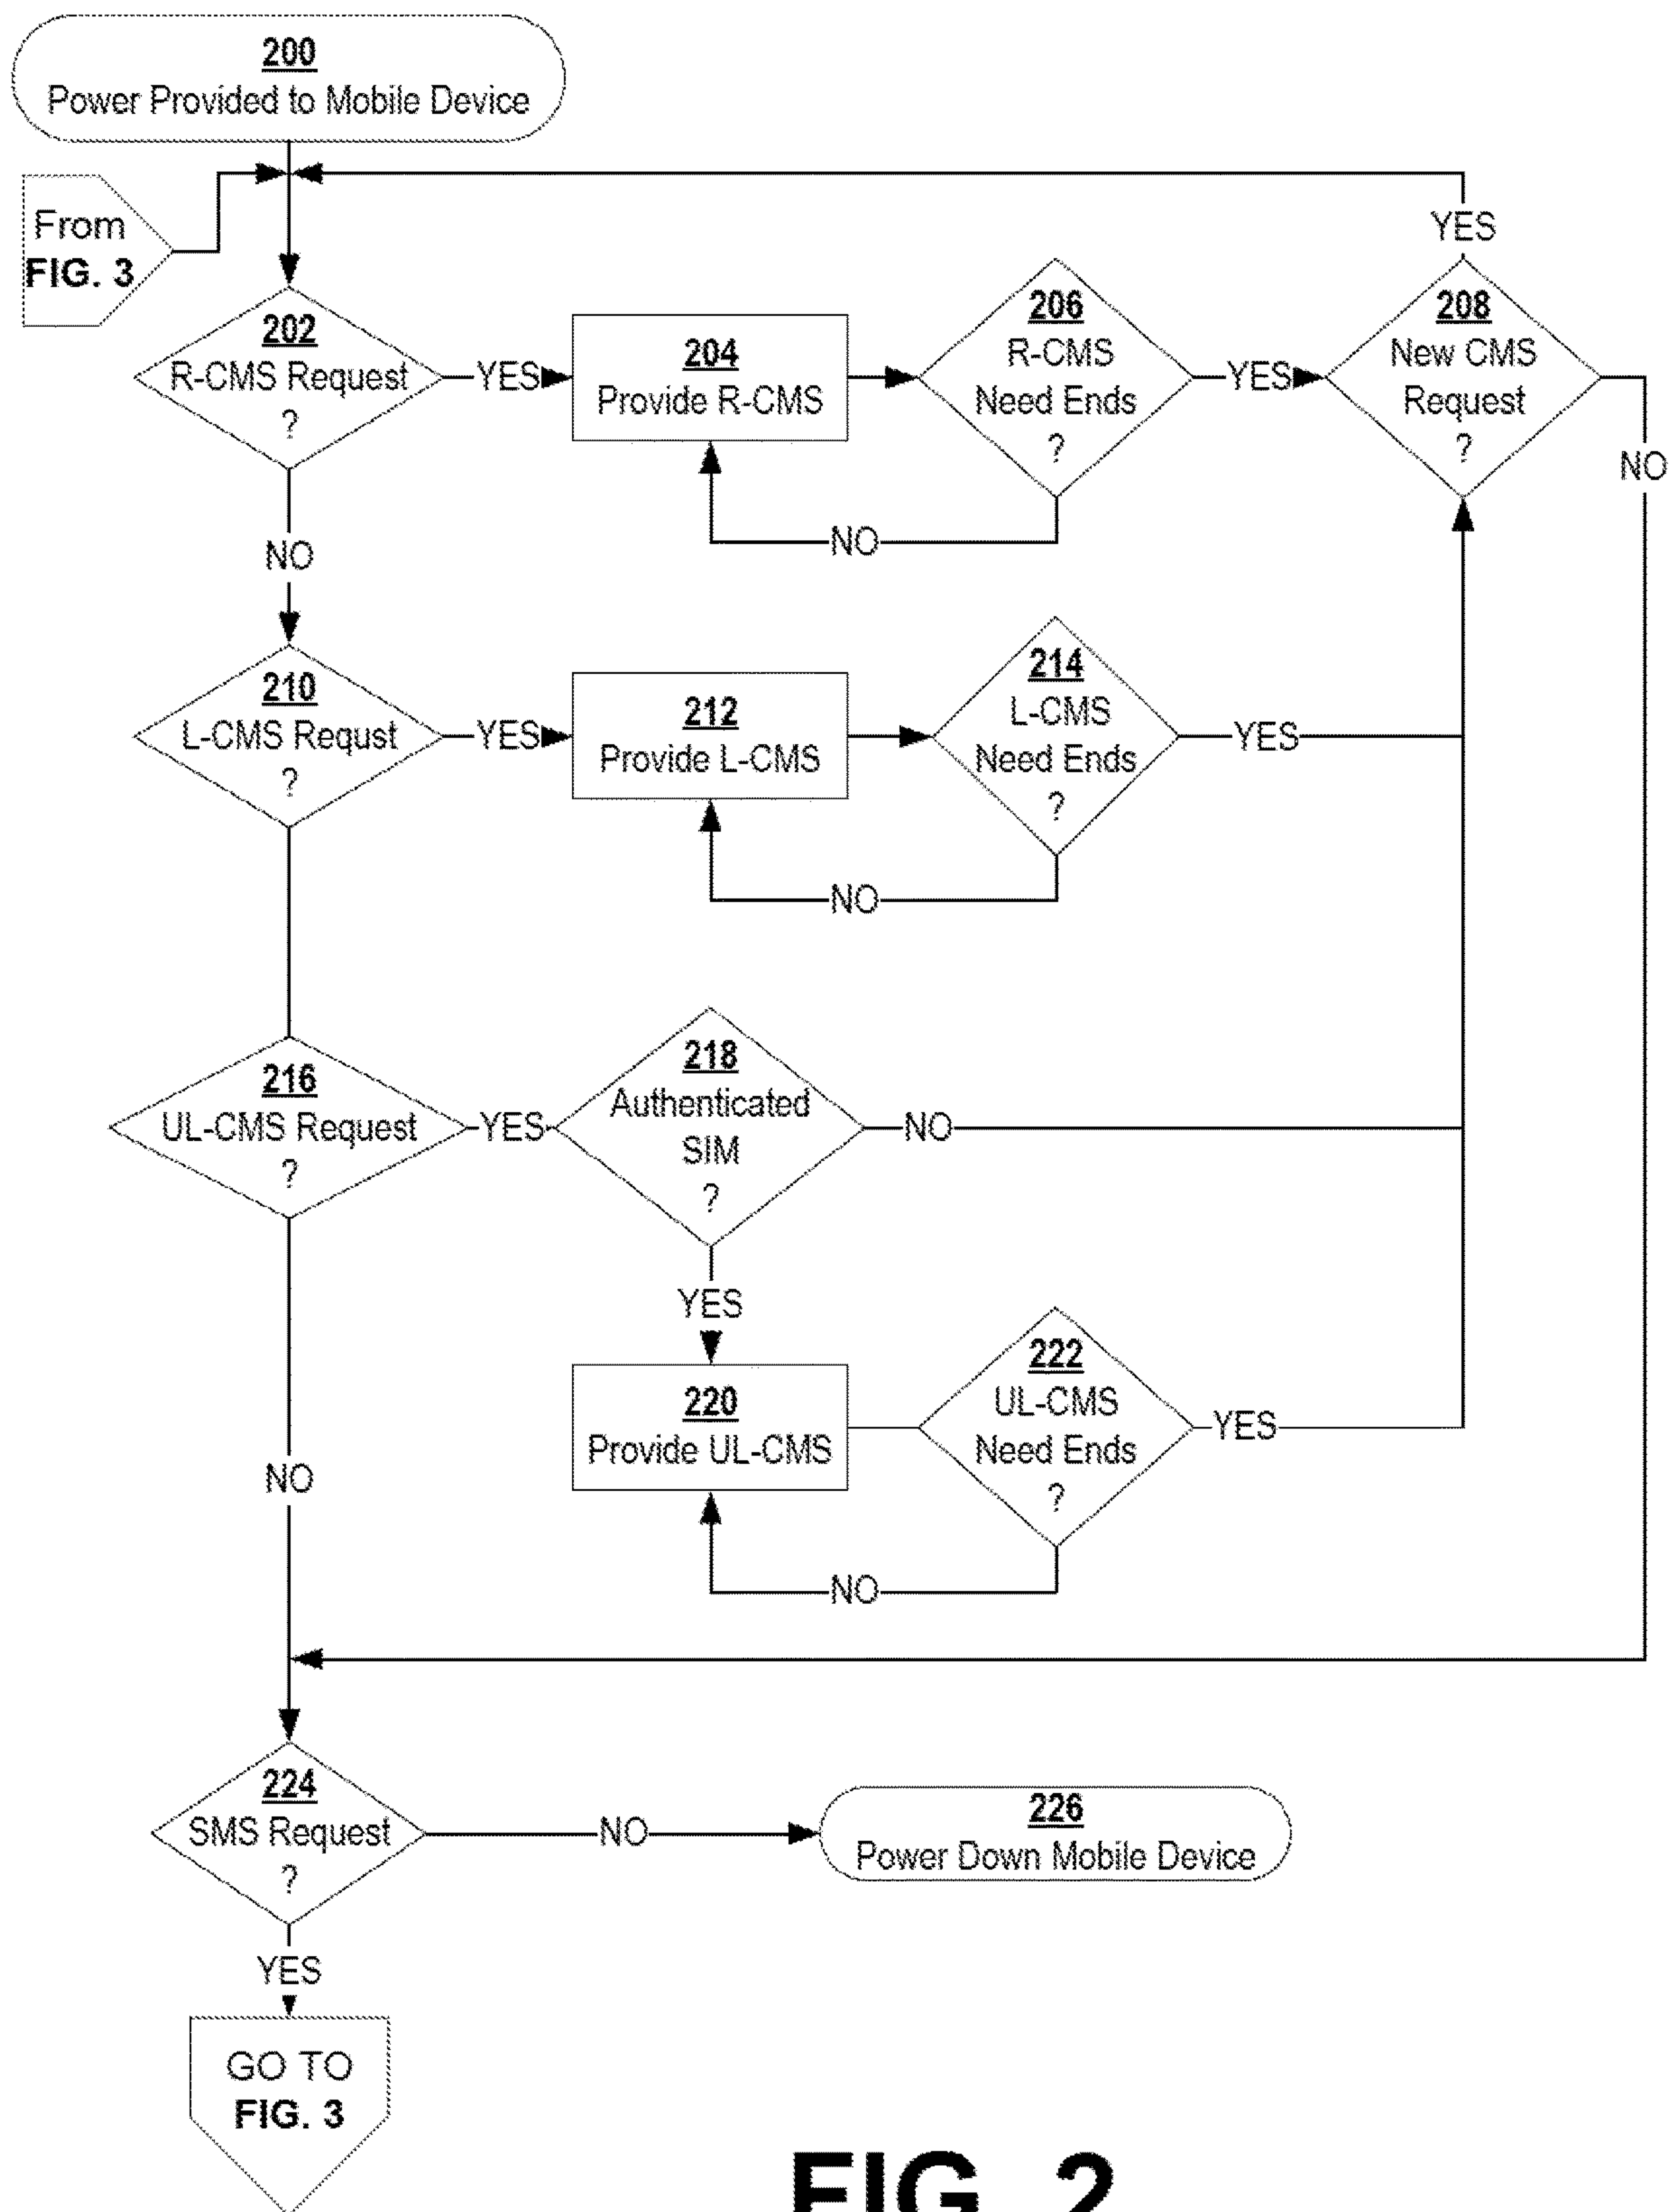 200
Power Provided to Mobile Device
From
FIG. 3
YES
202
R-CMS Request
?
YES
204
Provide R-CMS
206
R-CMS
Need Ends
?
YES
208
New CMS
Request
?
NO
NO
NO
210
L-CMS Requst
?
YES
212
Provide L-CMS
214
L-CMS
Need Ends
?
YES
NO
216
UL-CMS Request
?
YES
218
Authenticated
SIM
?
NO
YES
220
Provide UL-CMS
222
UL-CMS
Need Ends
?
YES
NO
NO
224
SMS Request
?
NO
226
Power Down Mobile Device
YES
GO TO
FIG. 3
FIG. 2